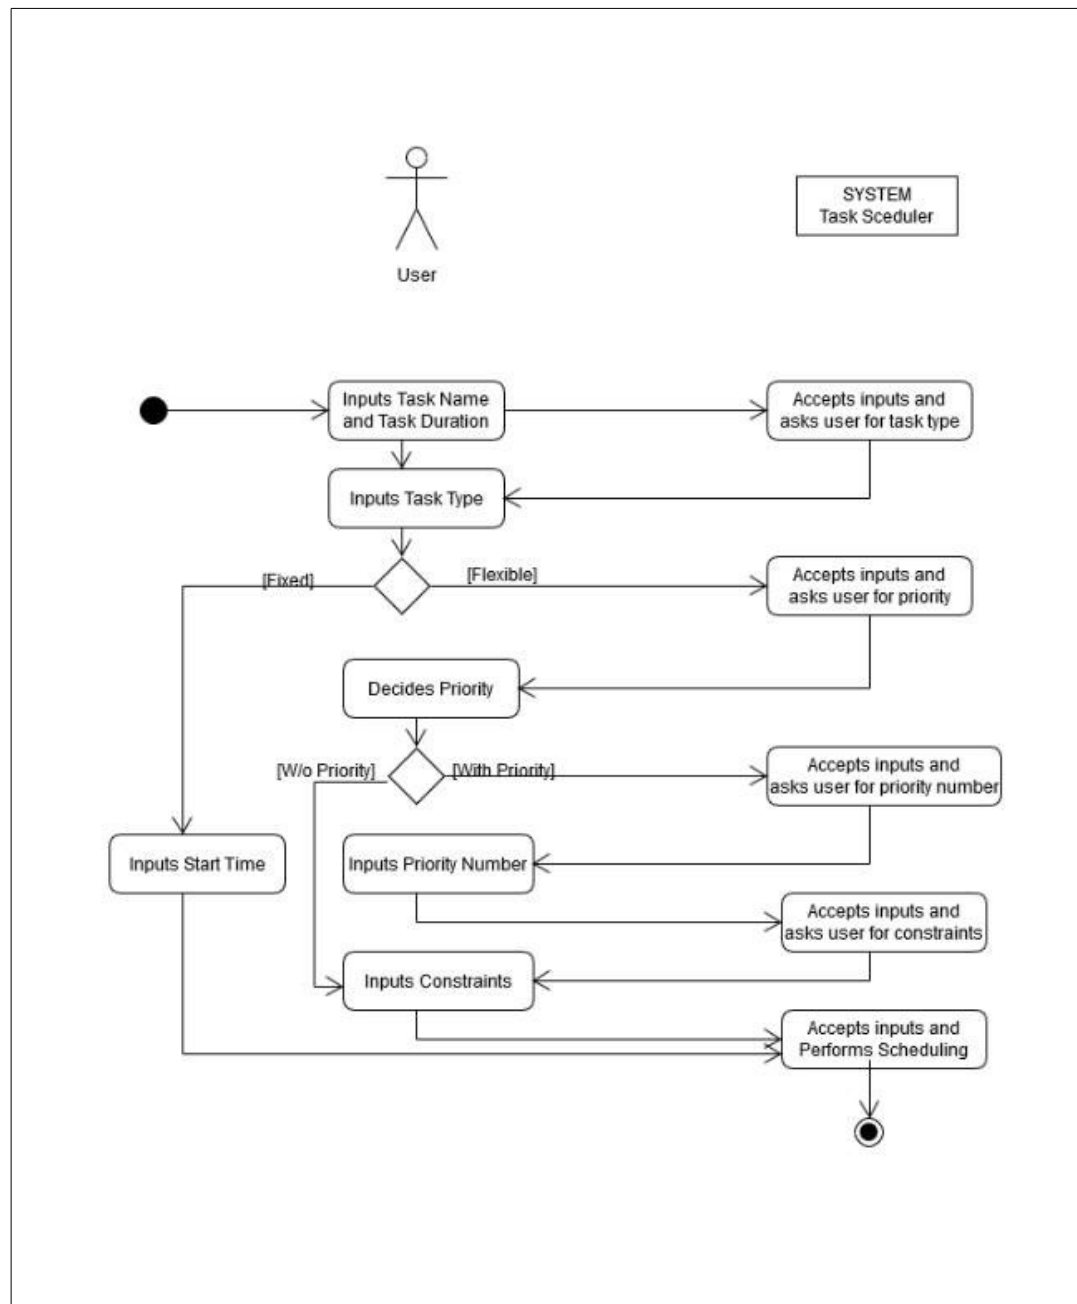 SYSTEM
Task Sceduler
User
Inputs Task Name
and Task Duration
Accepts inputs and
asks user for task type
Inputs Task Type
[Fixed]
[Flexible]
Accepts inputs and
asks user for priority
Decides Priority
[W/o Priority]
[With Priority]
Accepts inputs and
asks user for priority number
Inputs Start Time
Inputs Priority Number
Accepts inputs and
asks user for constraints
Inputs Constraints
Accepts inputs and
Performs Scheduling